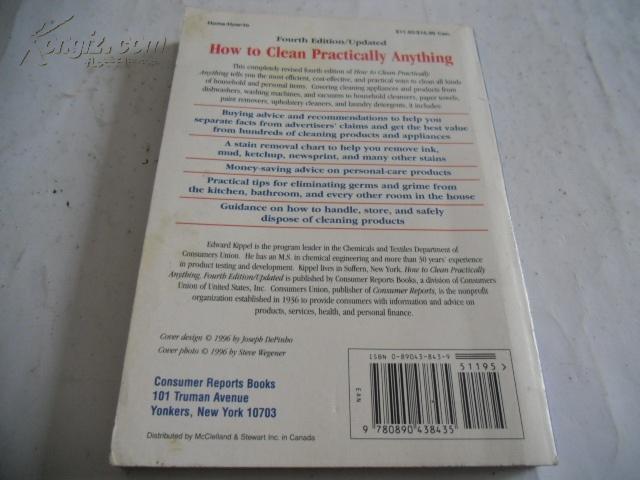 Home/How-to
$11.95/$15.95 Can.
Fourth Edition/Updated
How to Clean Practically Anything
This completely revised fourth edition of How to Clean Practically
Anything tells you the most efficient, cost-effective, and practical ways to clean all kinds
of household and personal items. Covering cleaning appliances and products from
dishwashers, washing machines, and vacuums to household cleansers, paper towels,
paint removers, upholstery cleaners, and laundry detergents, it includes:
Buying advice and recommendations to help you
separate facts from advertisers' claims and get the best value
from hundreds of cleaning products and appliances
A stain removal chart to help you remove ink,
mud, ketchup, newsprint, and many other stains
Money-saving advice on personal-care products
Practical tips for eliminating germs and grime from
the kitchen, bathroom, and every other room in the house
Guidance on how to handle, store, and safely
dispose of cleaning products
Edward Kippel is the program leader in the Chemicals and Textiles Department of
Consumers Union. He has an M.S. in chemical engineering and more than 30 years' experience
in product testing and development. Kippel lives in Suffern, New York. How to Clean Practically
Anything, Fourth Edition/Updated is published by Consumer Reports Books, a division of Consumers
Union of United States, Inc. Consumers Union, publisher of Consumer Reports, is the nonprofit
organization established in 1936 to provide consumers with information and advice on
products, services, health, and personal finance.
Cover design © 1996 by Joseph DePinho
Cover photo © 1996 by Steve Wegener
Consumer Reports Books
101 Truman Avenue
Yonkers, New York 10703
Distributed by McClelland & Stewart Inc. in Canada
ISBN 0-89043-843-9
51195>
EAN
9 780890 438435